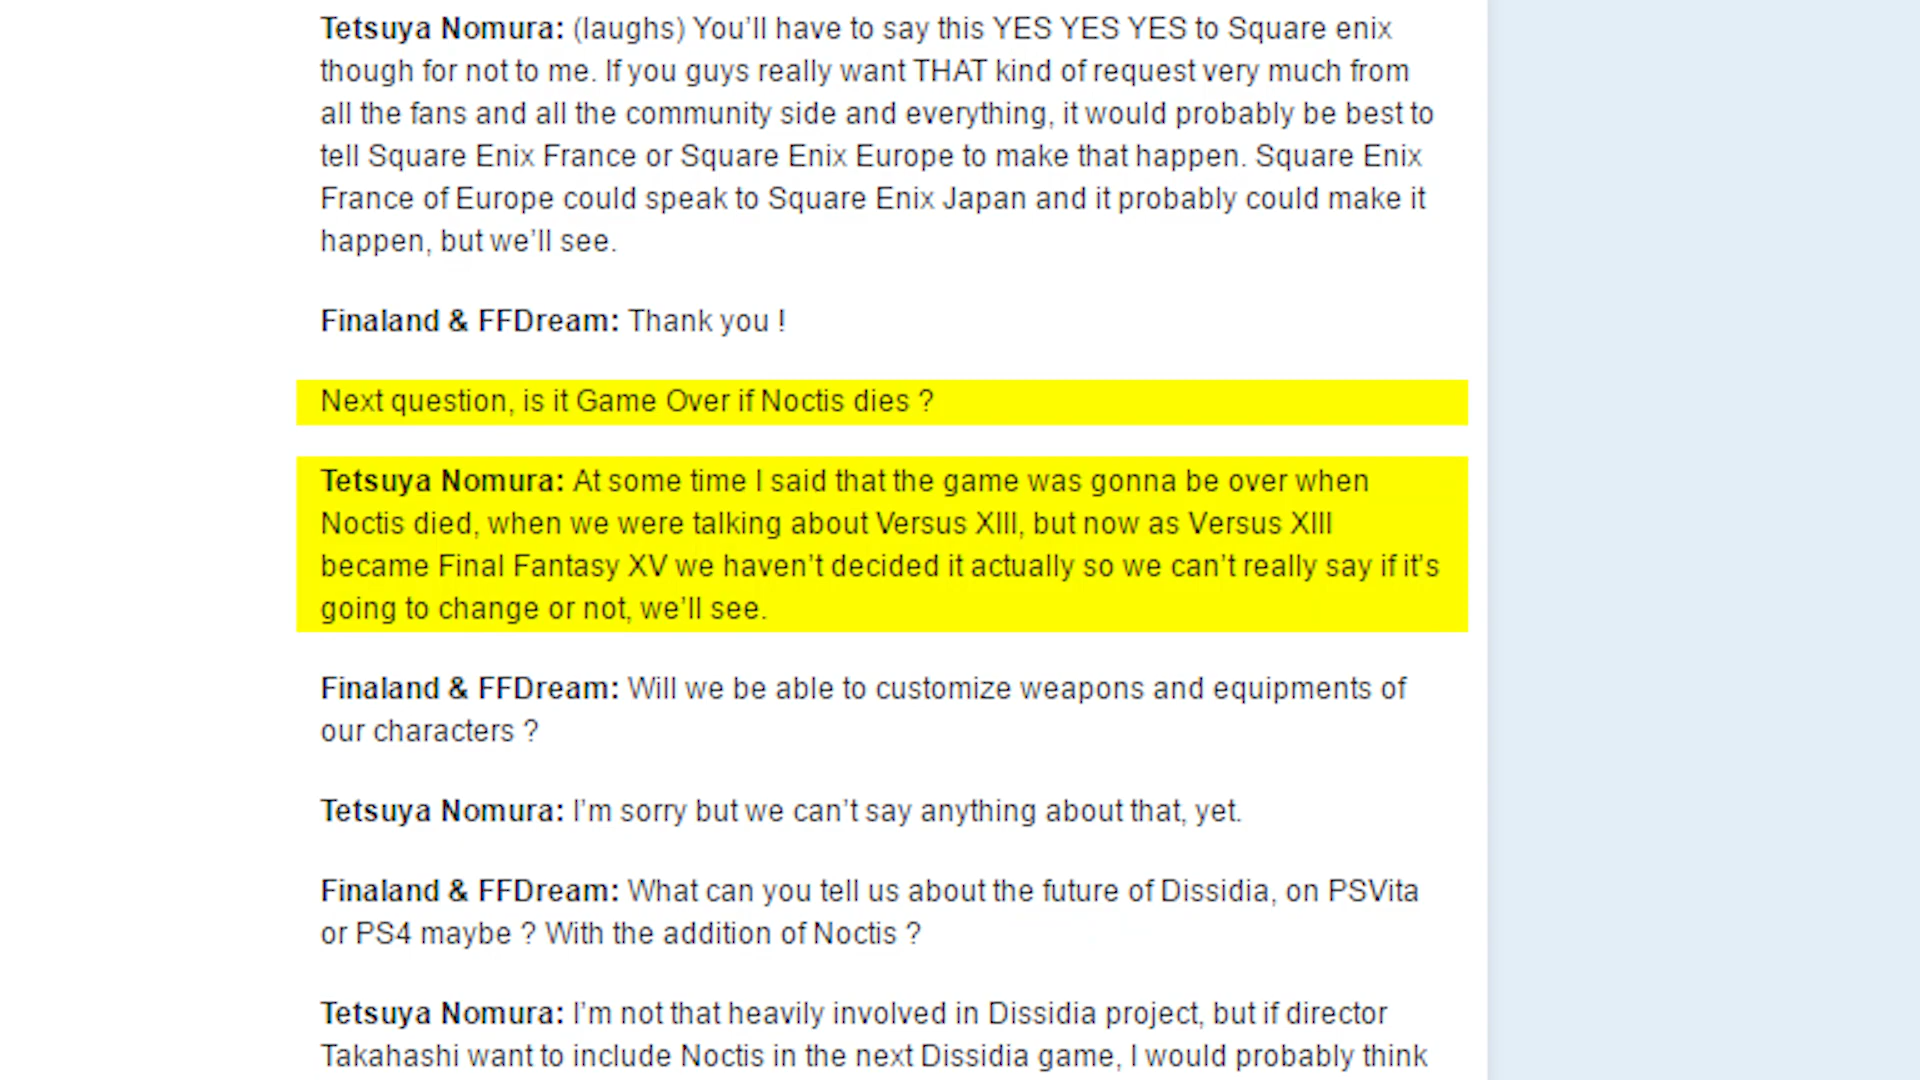 Tetsuya Nomura: (laughs) You’ll have to say this YES YES YES to Square enix
though for not to me. If you guys really want THAT kind of request very much from
all the fans and all the community side and everything, it would probably be best to
tell Square Enix France or Square Enix Europe to make that happen. Square Enix
France of Europe could speak to Square Enix Japan and it probably could make it
happen, but we’ll see.
Finaland & FFDream: Thank you !
Next question, is it Game Over if Noctis dies ?
Tetsuya Nomura: At some time I said that the game was gonna be over when
Noctis died, when we were talking about Versus XIII, but now as Versus XIII
became Final Fantasy XV we haven’t decided it actually so we can’t really say if it’s
going to change or not, we’ll see.
Finaland & FFDream: Will we be able to customize weapons and equipments of
our characters ?
Tetsuya Nomura: I’m sorry but we can’t say anything about that, yet.
Finaland & FFDream: What can you tell us about the future of Dissidia, on PSVita
or PS4 maybe ? With the addition of Noctis ?
Tetsuya Nomura: I’m not that heavily involved in Dissidia project, but if director
Takahashi want to include Noctis in the next Dissidia game, I would probably think